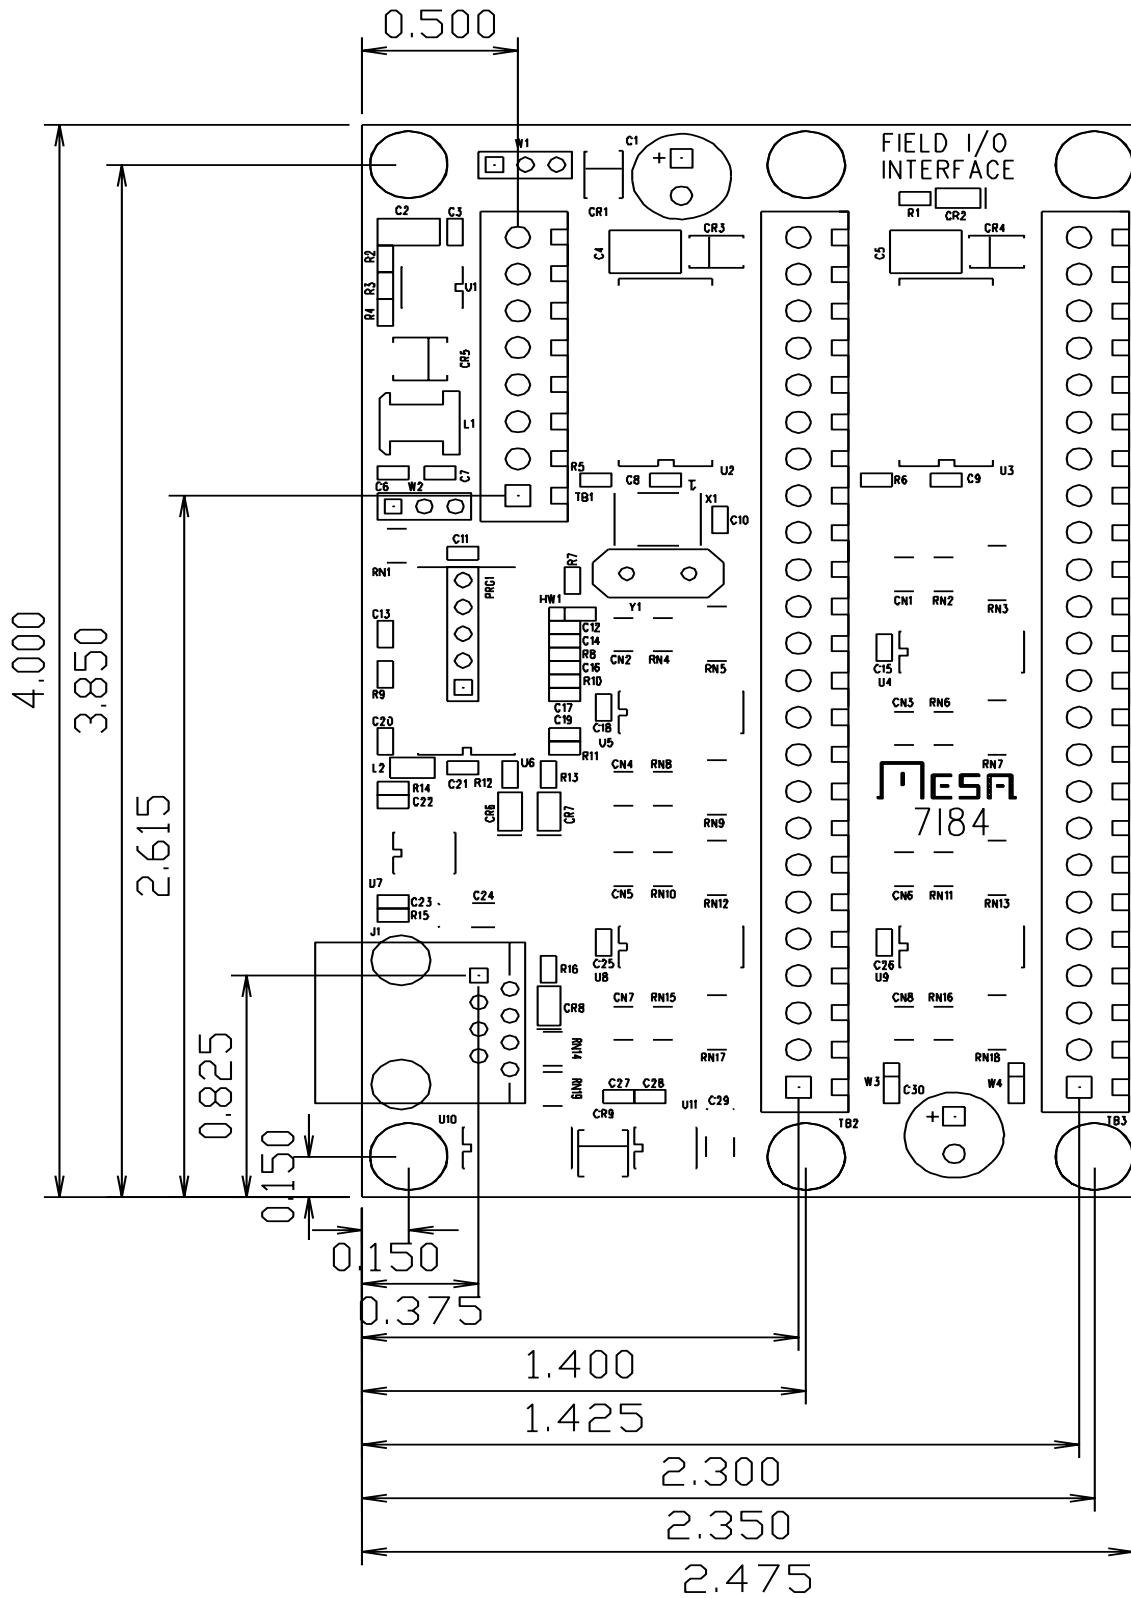 0.500
W1
C1
+
FIELD I/O
INTERFACE
CR1
R1
CR2
C2
C3
CR3
CR4
R2
C4
C5
R3
U1
R4
CR5
L1
R5
U2
U3
C6
W2
C7
TB1
C8
1
R6
C9
X1
C10
C11
RN1
PRG1
R7
HW1
Y1
CN1
RN2
RN3
C13
C12
C14
R8
CN2
RN4
C16
RN5
C15
R9
R10
U4
C17
C18
CN3
RN6
C20
C19
U5
R11
L2
C21
R12
U6
R13
CN4
RN8
RN7
R14
C22
CR6
CR7
RN9
MESA
7I84
U7
C23
C24
R15
CN5
RN10
RN12
CN6
RN11
RN13
J1
R16
C25
U8
C26
U9
CR8
CN7
RN15
CN8
RN16
RN14
RN17
RN18
RN19
C27
C28
W3
C30
W4
U10
CR9
U11
C29
+
TB2
TB3
4.000
3.850
2.615
0.825
0.150
0.150
0.375
1.400
1.425
2.300
2.350
2.475